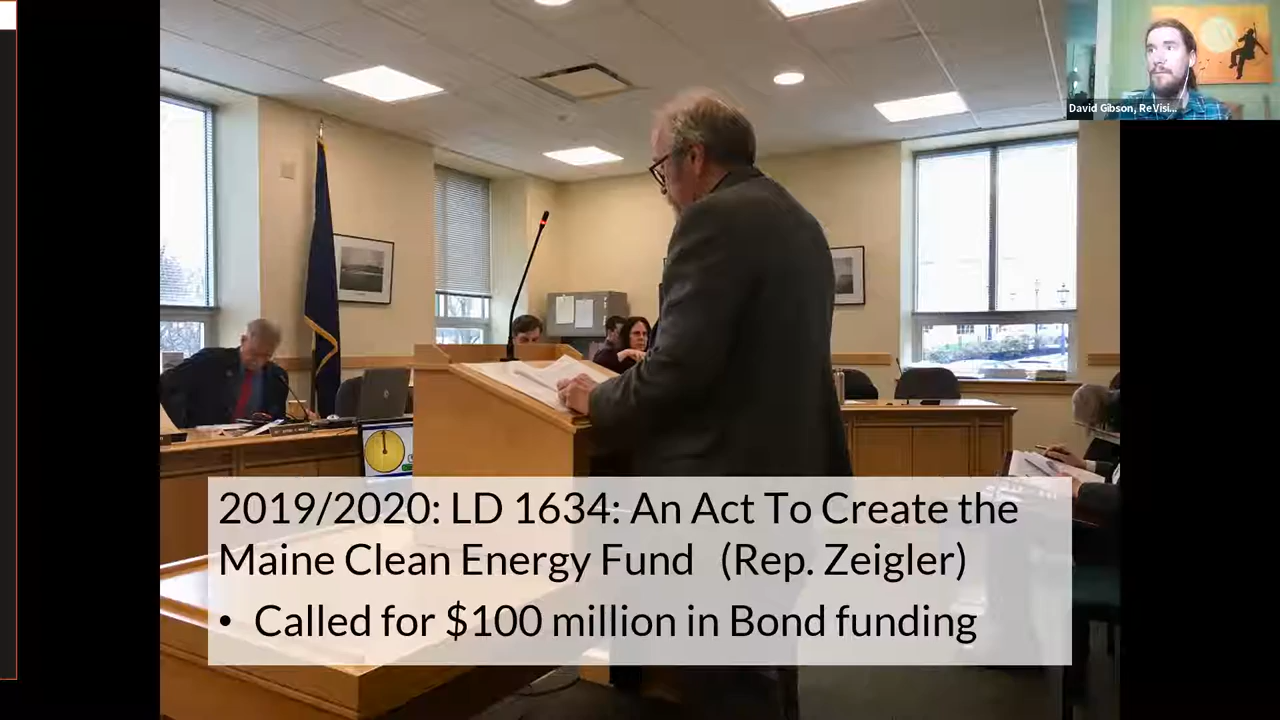 David Gibson, ReVisi...
2019/2020: LD 1634: An Act To Create the
Maine Clean Energy Fund (Rep. Zeigler)
• Called for $100 million in Bond funding